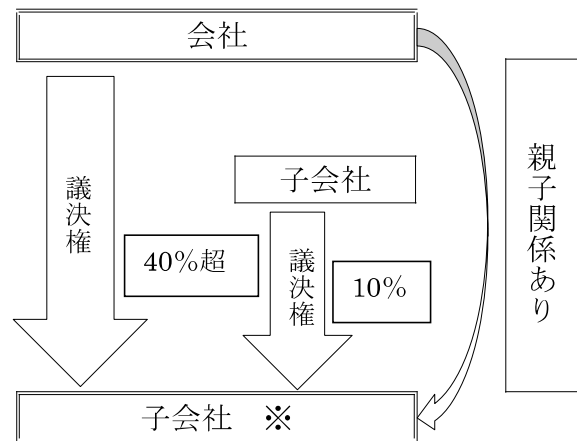 会社
議決権
40%超
子会社
議決権
10%
親子関係あり
子会社 ※